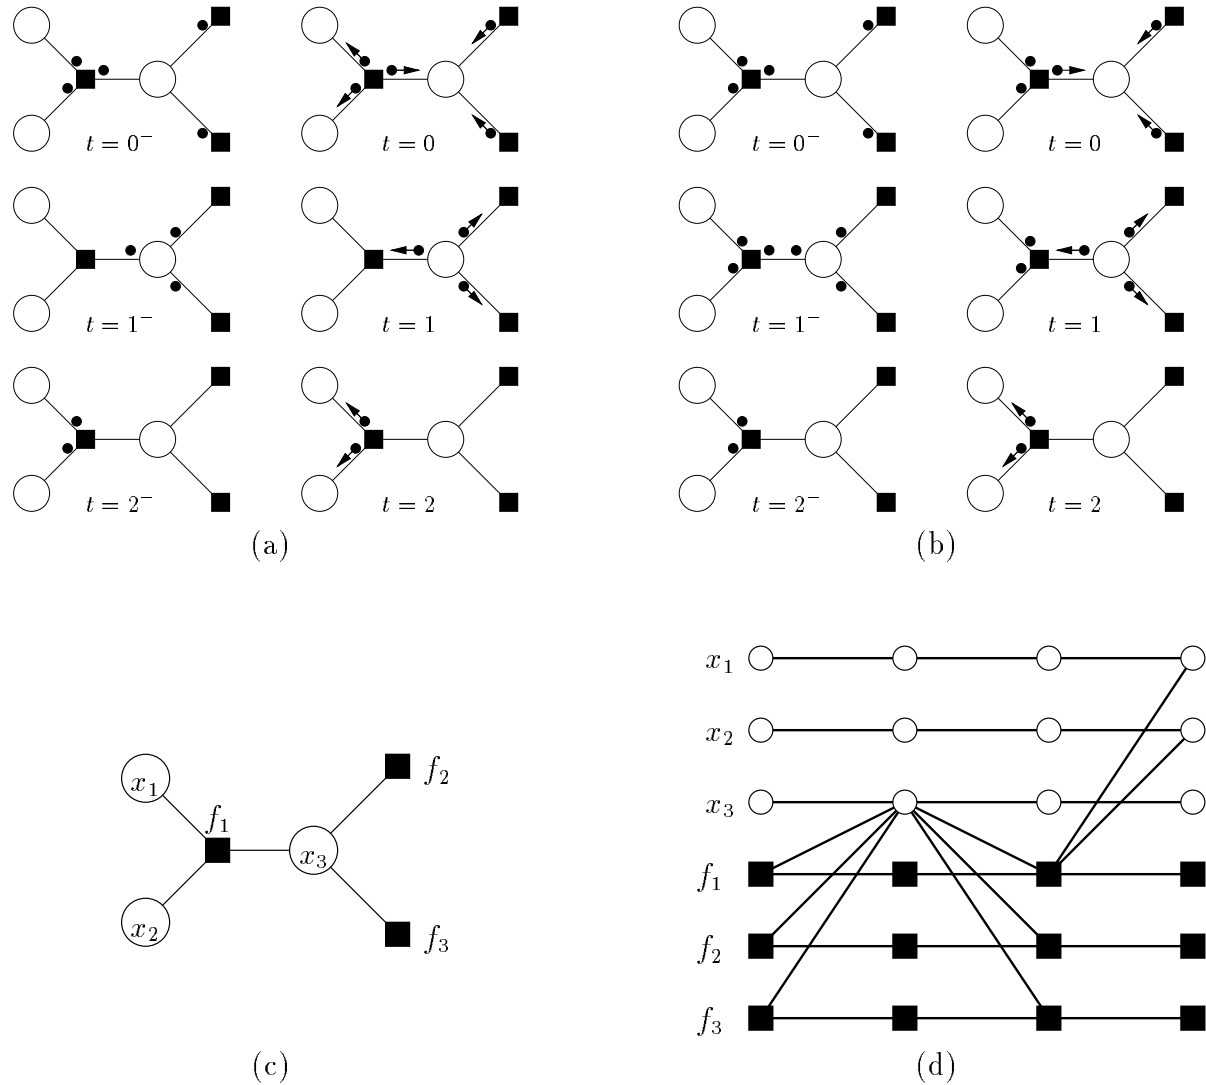 t = 0⁻ t = 0
t = 1⁻ t = 1
t = 2⁻ t = 2
(a)
t = 0⁻ t = 0
t = 1⁻ t = 1
t = 2⁻ t = 2
(b)
x₁
f₁
x₂
x₃
f₂
f₃
(c)
x₁
x₂
x₃
f₁
f₂
f₃
(d)